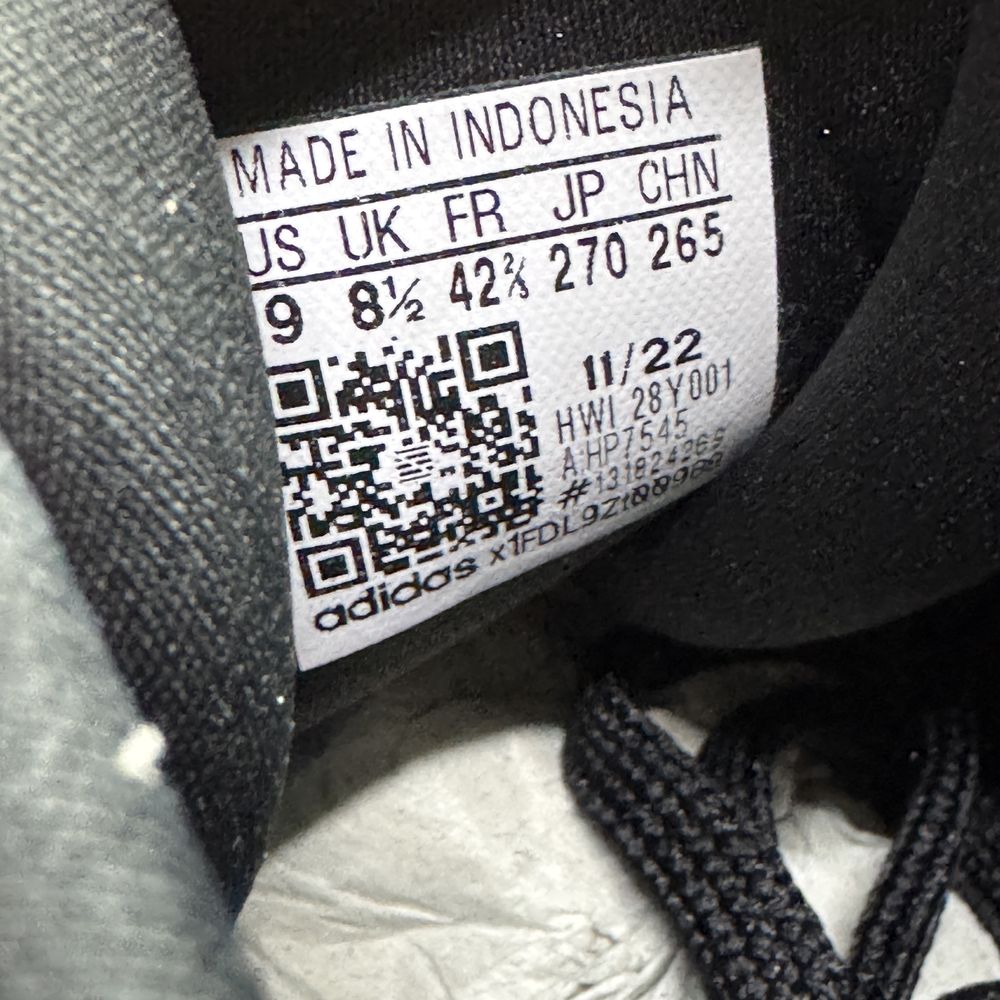 MADE IN INDONESIA
US UK FR JP CHN
9 8½ 42⅔ 270 265
11/22
HWI 28Y001
A:HP7545
adidas